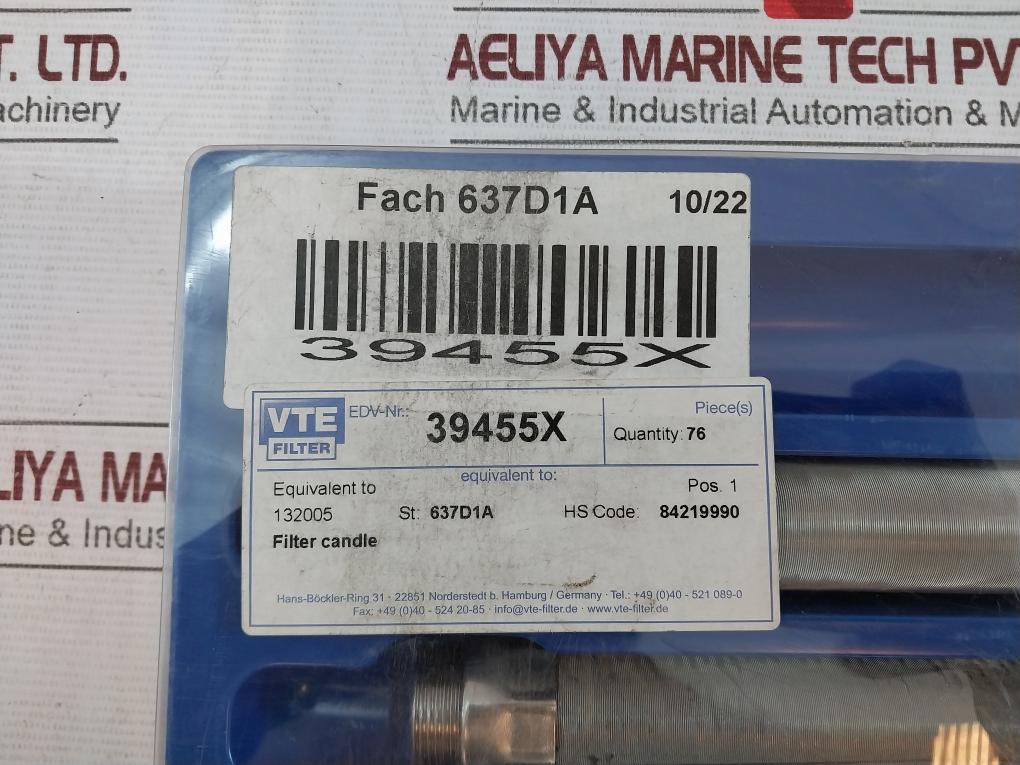 T. LTD.
achinery
AELIYA MARINE TECH PV
Marine & Industrial Automation & M
LIYA MA
ne & Indus
Fach 637D1A 10/22
39455X
VTE FILTER EDV-Nr.: 39455X Piece(s)
Quantity: 76
equivalent to:
Equivalent to Pos. 1
132005 St: 637D1A HS Code: 84219990
Filter candle
Hans-Böckler-Ring 31 · 22851 Norderstedt b. Hamburg / Germany · Tel.: +49 (0)40 - 521 089-0
Fax: +49 (0)40 - 524 20-85 · info@vte-filter.de · www.vte-filter.de